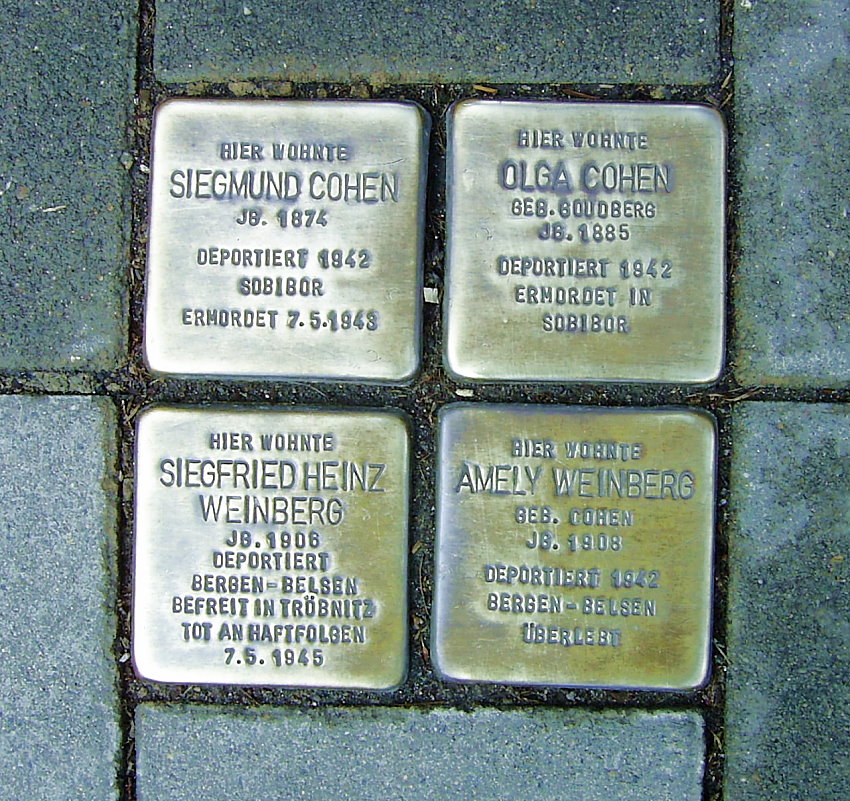 HIER WOHNTE
SIEGMUND COHEN
JG. 1874
DEPORTIERT 1942
SOBIBOR
ERMORDET 7.5.1943
HIER WOHNTE
OLGA COHEN
GEB. GOUDBERG
JG. 1885
DEPORTIERT 1942
ERMORDET IN
SOBIBOR
HIER WOHNTE
SIEGFRIED HEINZ
WEINBERG
JG. 1906
DEPORTIERT
BERGEN-BELSEN
BEFREIT IN TRÖBNITZ
TOT AN HAFTFOLGEN
7.5.1945
HIER WOHNTE
AMELY WEINBERG
GEB. COHEN
JG. 1908
DEPORTIERT 1942
BERGEN-BELSEN
ÜBERLEBT